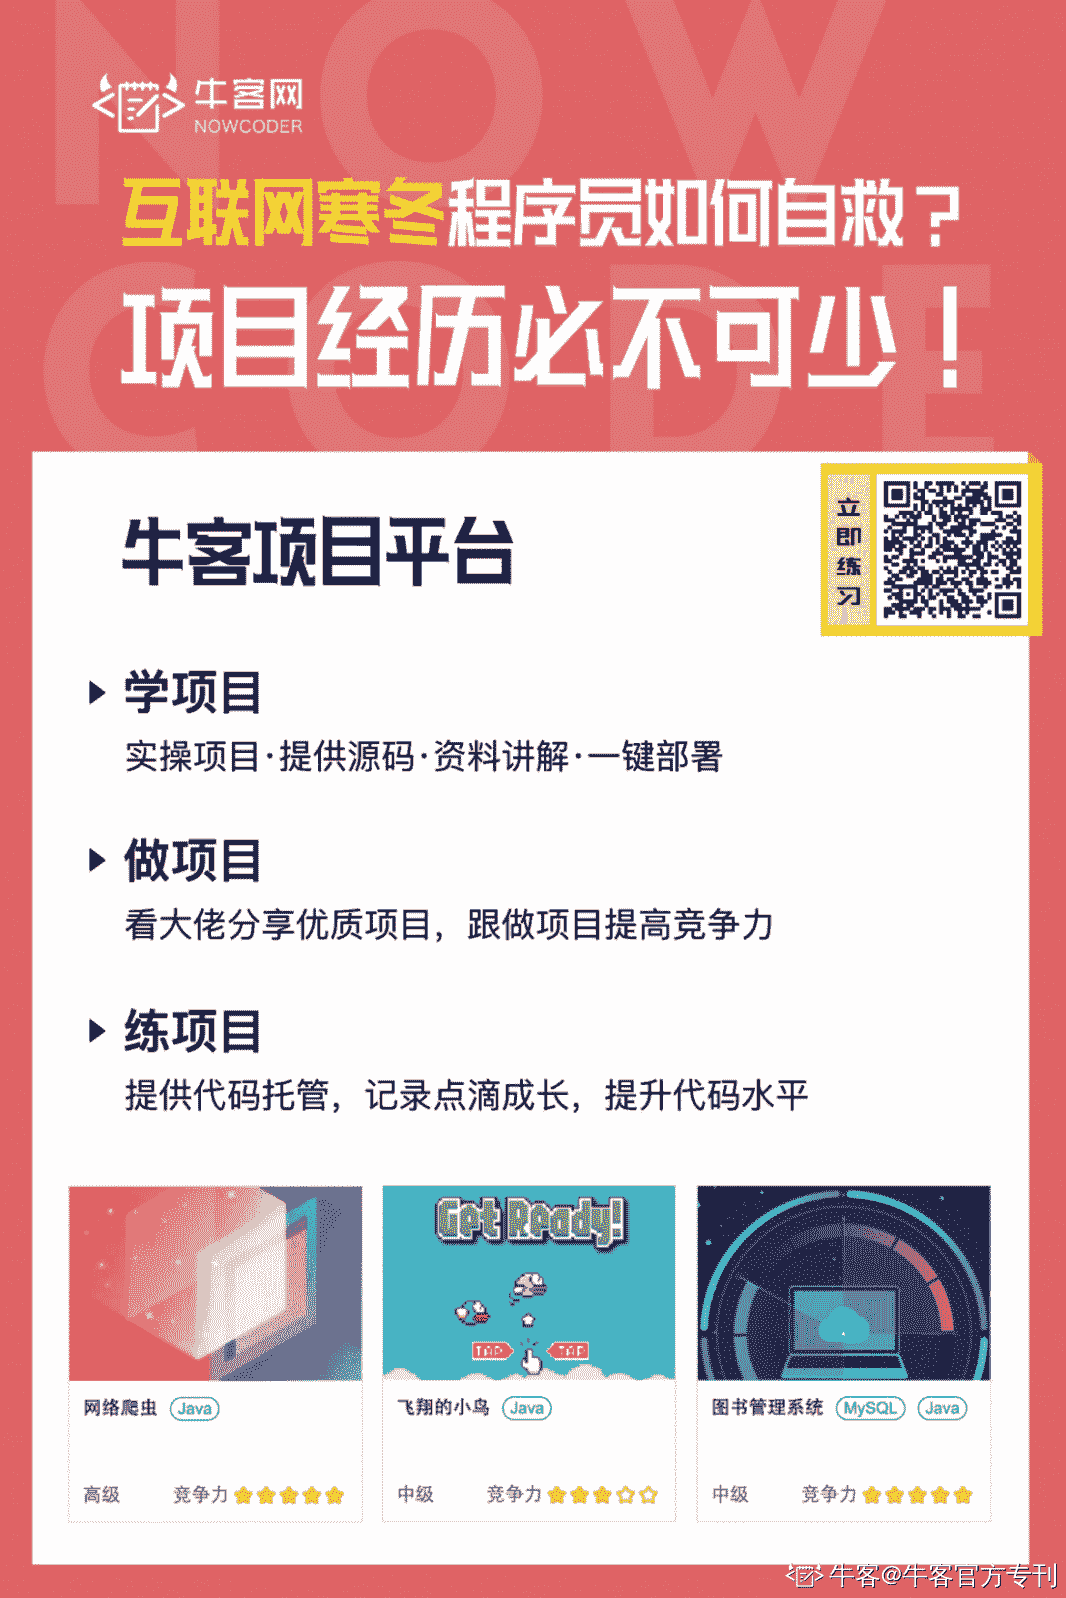 NOW
CODE
牛客网
NOWCODER
互联网寒冬程序员如何自救？
项目经历必不可少！
牛客项目平台
立即练习
学项目
实操项目·提供源码·资料讲解·一键部署
做项目
看大佬分享优质项目，跟做项目提高竞争力
练项目
提供代码托管，记录点滴成长，提升代码水平
Get Ready!
TAP TAP
网络爬虫 Java
高级 竞争力
飞翔的小鸟 Java
中级 竞争力
图书管理系统 MySQL Java
中级 竞争力
牛客@牛客官方专刊